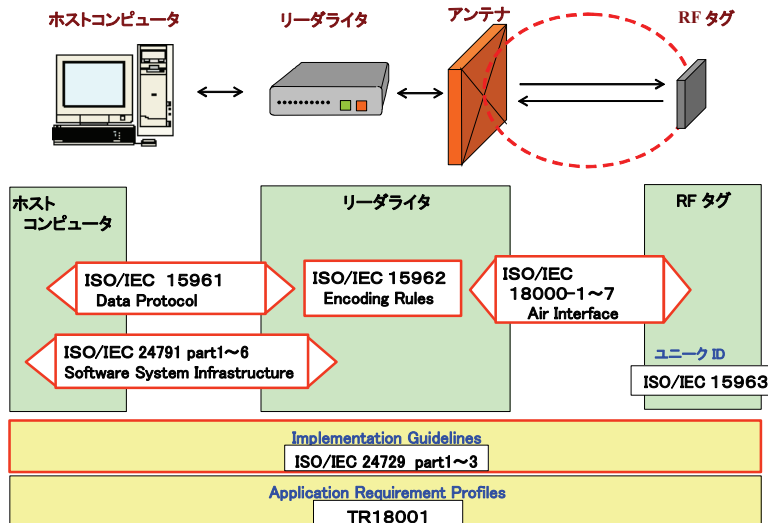 ホストコンピュータ
リーダライタ
アンテナ
RF タグ
ホスト
コンピュータ
リーダライタ
RF タグ
ISO/IEC 15961
Data Protocol
ISO/IEC 15962
Encoding Rules
ISO/IEC
18000-1～7
Air Interface
ISO/IEC 24791 part1～6
Software System Infrastructure
ユニーク ID
ISO/IEC 15963
Implementation Guidelines
ISO/IEC 24729 part1～3
Application Requirement Profiles
TR18001